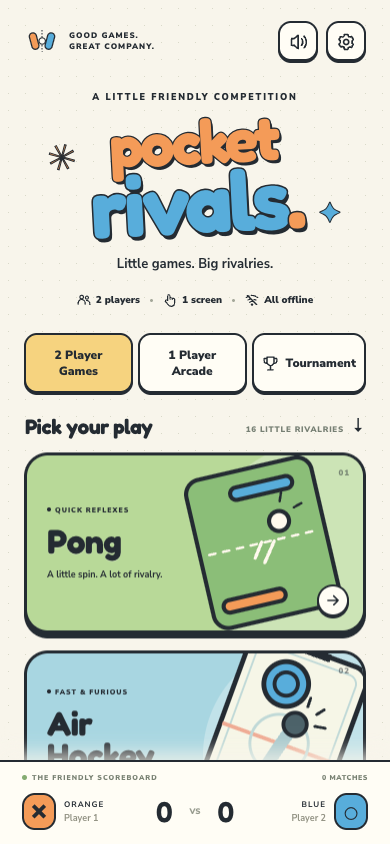 GOOD GAMES.
GREAT COMPANY.
A LITTLE FRIENDLY COMPETITION
pocket
rivals.
Little games. Big rivalries.
2 players • 1 screen • All offline
2 Player
Games
1 Player
Arcade
Tournament
Pick your play
16 LITTLE RIVALRIES ↓
01
QUICK REFLEXES
Pong
A little spin. A lot of rivalry.
02
FAST & FURIOUS
Air
Hockey
THE FRIENDLY SCOREBOARD
0 MATCHES
ORANGE
Player 1
0 VS 0
BLUE
Player 2